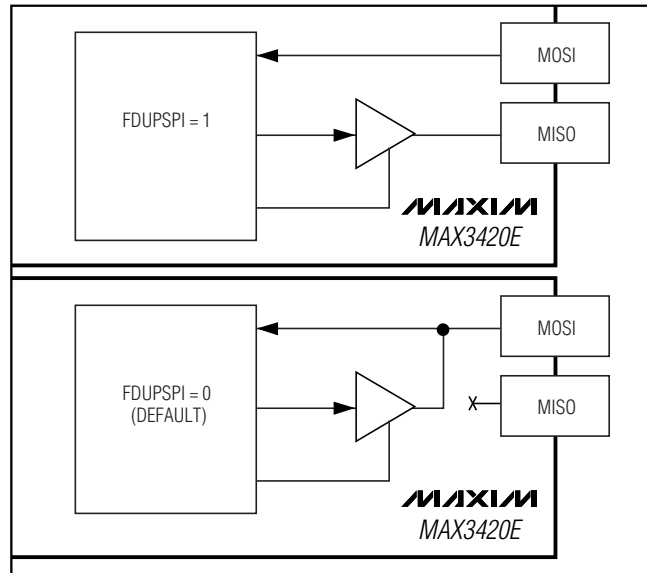 MOSI
FDUPSPI = 1
MISO
MAXIM
MAX3420E
MOSI
FDUPSPI = 0
(DEFAULT)
MISO
X
MAXIM
MAX3420E